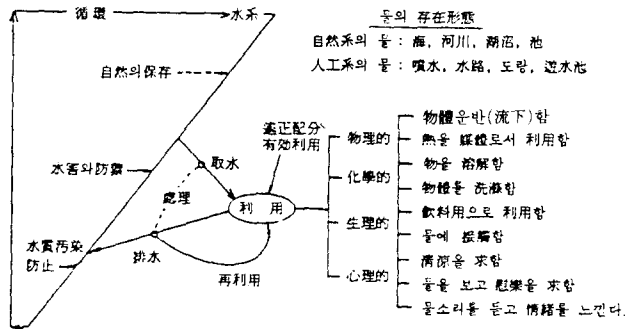 循環
水系
물의 存在形態
自然系의 물 : 海, 河川, 湖沼, 池
人工系의 물 : 噴水, 水路, 도랑, 遊水池
自然의 保存
水害의 防禦
水質汚染
防止
取水
處理
排水
利用
再利用
適正配分
有効利用
物理的
化學的
生理的
心理的
物體운반(流下)함
熱을 媒體로서 利用함
物을 溶解함
物體를 洗滌함
飮料用으로 利用함
물에 接觸함
淸凉을 求함
물을 보고 慰樂을 求함
물소리를 듣고 情緖를 느낀다.